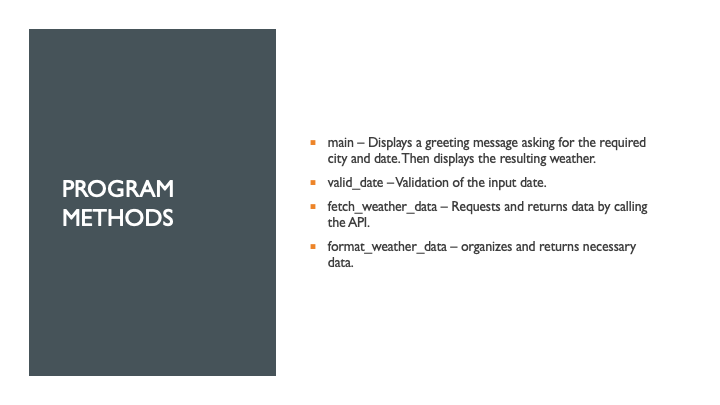 PROGRAM
METHODS
▪ main – Displays a greeting message asking for the required
city and date. Then displays the resulting weather.
▪ valid_date – Validation of the input date.
▪ fetch_weather_data – Requests and returns data by calling
the API.
▪ format_weather_data – organizes and returns necessary
data.